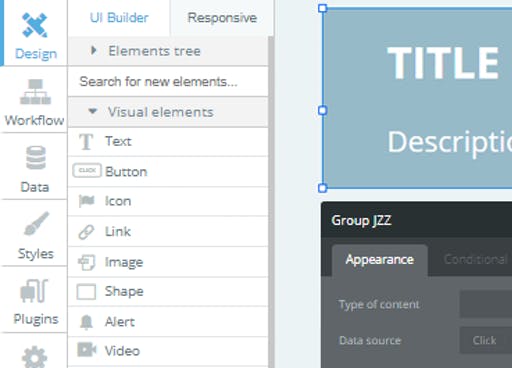 Design
Workflow
Data
Styles
Plugins
UI Builder
Responsive
Elements tree
Search for new elements...
Visual elements
Text
CLICK
Button
Icon
Link
Image
Shape
Alert
Video
TITLE
Descriptio
Group JZZ
Appearance
Conditional
Type of content
Data source
Click